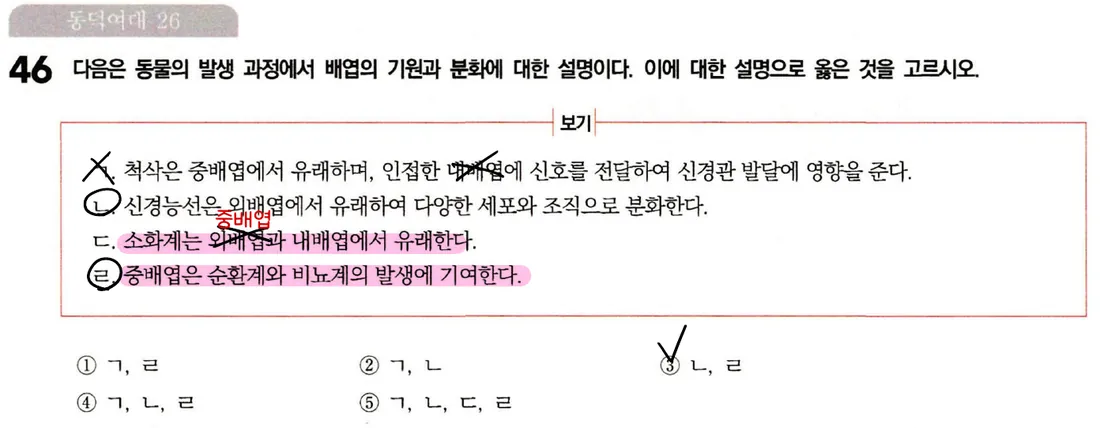 동덕여대 26
46 다음은 동물의 발생 과정에서 배엽의 기원과 분화에 대한 설명이다. 이에 대한 설명으로 옳은 것을 고르시오.
보기
ㄱ. 척삭은 중배엽에서 유래하며, 인접한 내배엽에 신호를 전달하여 신경관 발달에 영향을 준다.
ㄴ. 신경능선은 외배엽에서 유래하여 다양한 세포와 조직으로 분화한다.
중배엽
ㄷ. 소화계는 외배엽과 내배엽에서 유래한다.
ㄹ. 중배엽은 순환계와 비뇨계의 발생에 기여한다.
① ㄱ, ㄹ ② ㄱ, ㄴ ③ ㄴ, ㄹ
④ ㄱ, ㄴ, ㄹ ⑤ ㄱ, ㄴ, ㄷ, ㄹ